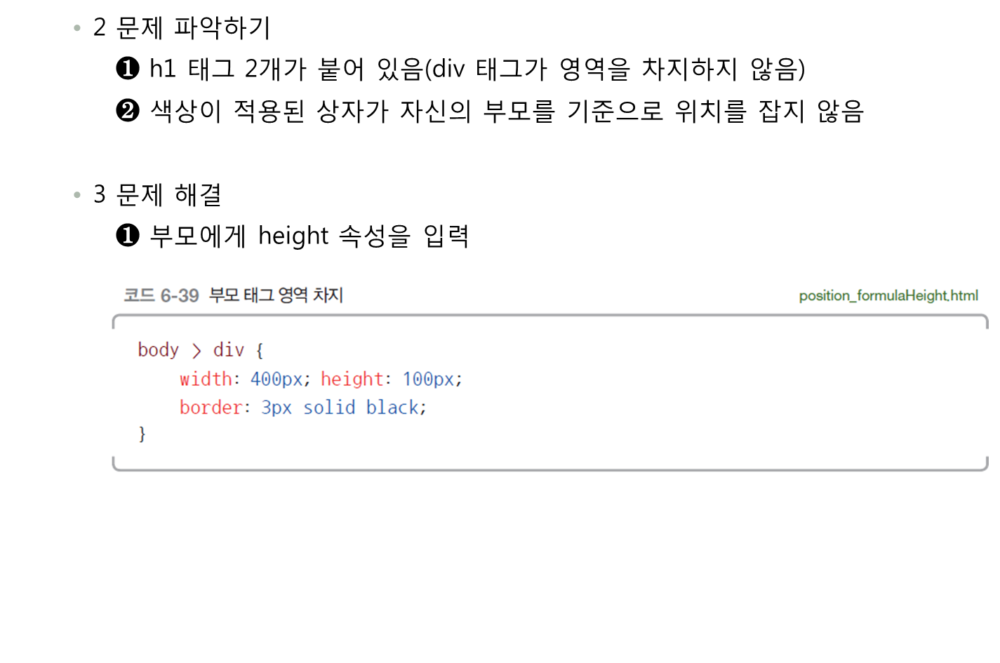 • 2 문제 파악하기
❶ h1 태그 2개가 붙어 있음(div 태그가 영역을 차지하지 않음)
❷ 색상이 적용된 상자가 자신의 부모를 기준으로 위치를 잡지 않음
• 3 문제 해결
❶ 부모에게 height 속성을 입력
코드 6-39 부모 태그 영역 차지 position_formulaHeight.html
body > div {
width: 400px; height: 100px;
border: 3px solid black;
}